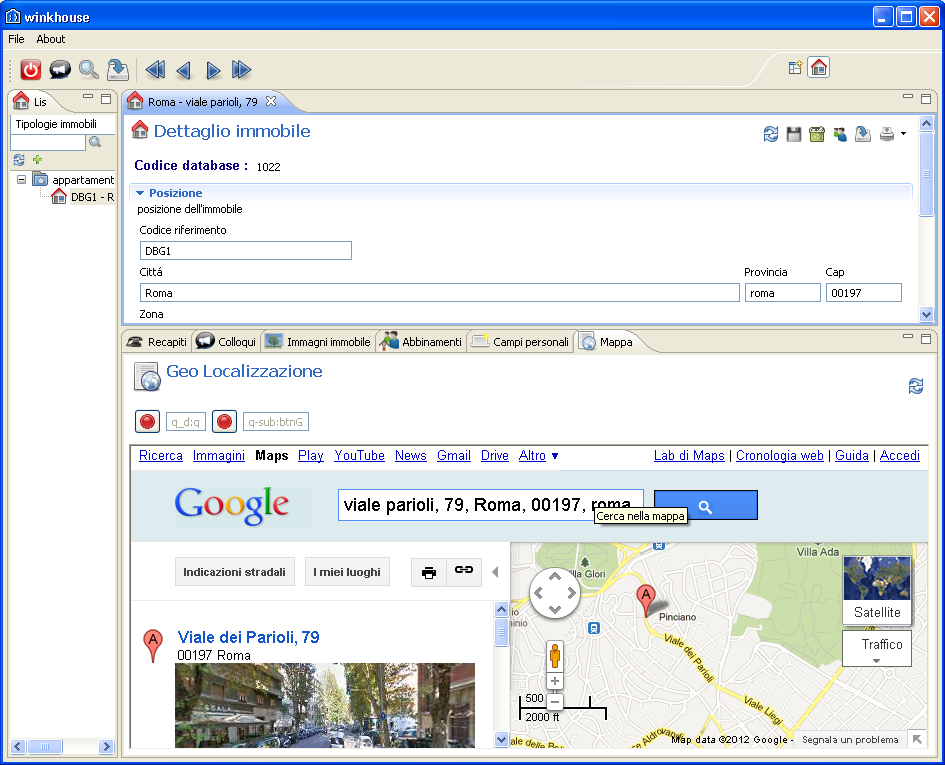 winkhouse
File About
Lis
Tipologie immobili
appartament
DBG1 - R
Roma - viale parioli, 79
Dettaglio immobile
Codice database : 1022
Posizione
posizione dell'immobile
Codice riferimento
DBG1
Cittá Provincia Cap
Roma roma 00197
Zona
Recapiti Colloqui Immagini immobile Abbinamenti Campi personali Mappa
Geo Localizzazione
q_d:q q-sub:btnG
Ricerca Immagini Maps Play YouTube News Gmail Drive Altro ▼ Lab di Maps | Cronologia web | Guida | Accedi
Google
viale parioli, 79, Roma, 00197, roma
Cerca nella mappa
Indicazioni stradali I miei luoghi
A
Viale dei Parioli, 79
00197 Roma
Villa Ada
Villa Glori
Satellite
A
Pinciano
Traffico
Viale dei Parioli
Viale Liegi
500
2000 ft
Map data ©2012 Google - Segnala un problema